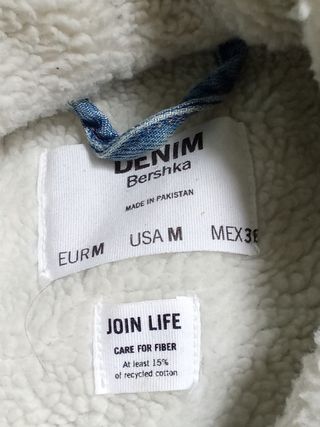 DENIM
Bershka
MADE IN PAKISTAN
EUR M USA M MEX 38
JOIN LIFE
CARE FOR FIBER
At least 15%
of recycled cotton